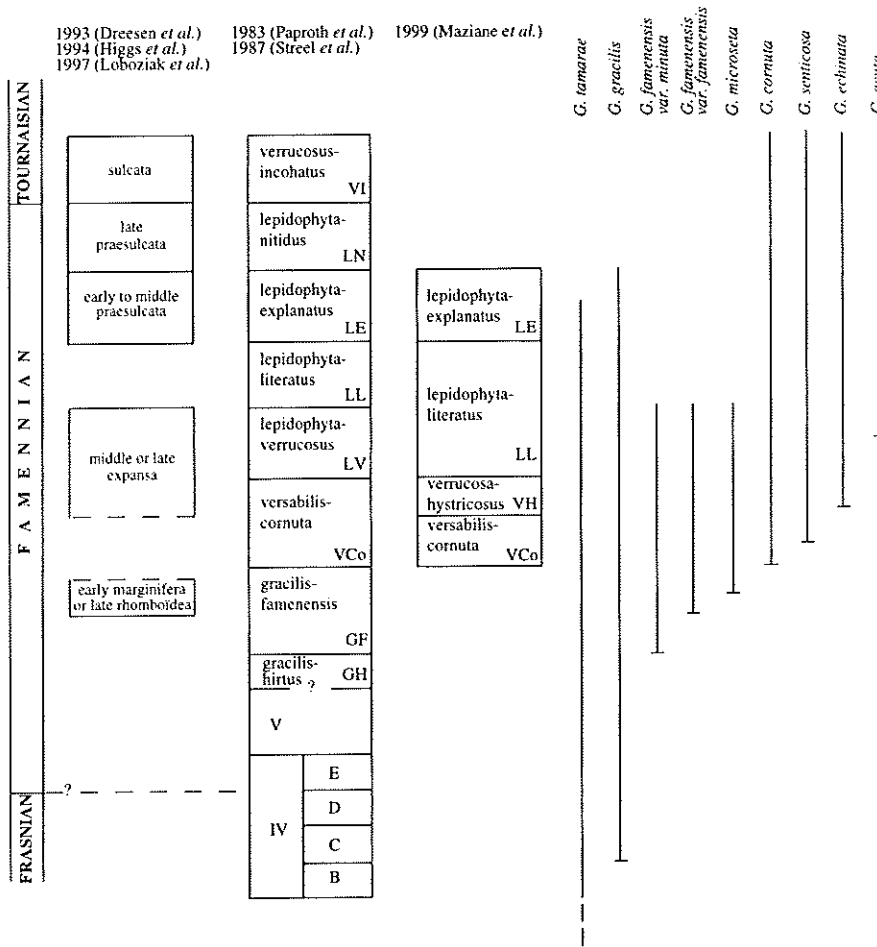 1993 (Dreesen et al.)
1994 (Higgs et al.)
1997 (Loboziak et al.)
1983 (Paproth et al.)
1987 (Streel et al.)
1999 (Maziane et al.)
G. tamarae
G. gracilis
G. famenensis
var. minuta
G. famenensis
var. famenensis
G. microseta
G. cornuta
G. senticosa
G. echinata
TOURNAISIAN
FAMENNIAN
FRASNIAN
sulcata
late
praesulcata
early to middle
praesulcata
middle or late
expansa
early marginifera
or late rhomboïdea
?
verrucosus-
incohatus
VI
lepidophyta-
nitidus
LN
lepidophyta-
explanatus
LE
lepidophyta-
literatus
LL
lepidophyta-
verrucosus
LV
versabilis-
cornuta
VCo
gracilis-
famenensis
GF
gracilis-
hirtus GH
?
V
IV
E
D
C
B
lepidophyta-
explanatus
LE
lepidophyta-
literatus
LL
verrucosa-
hystricosus VH
versabilis-
cornuta
VCo